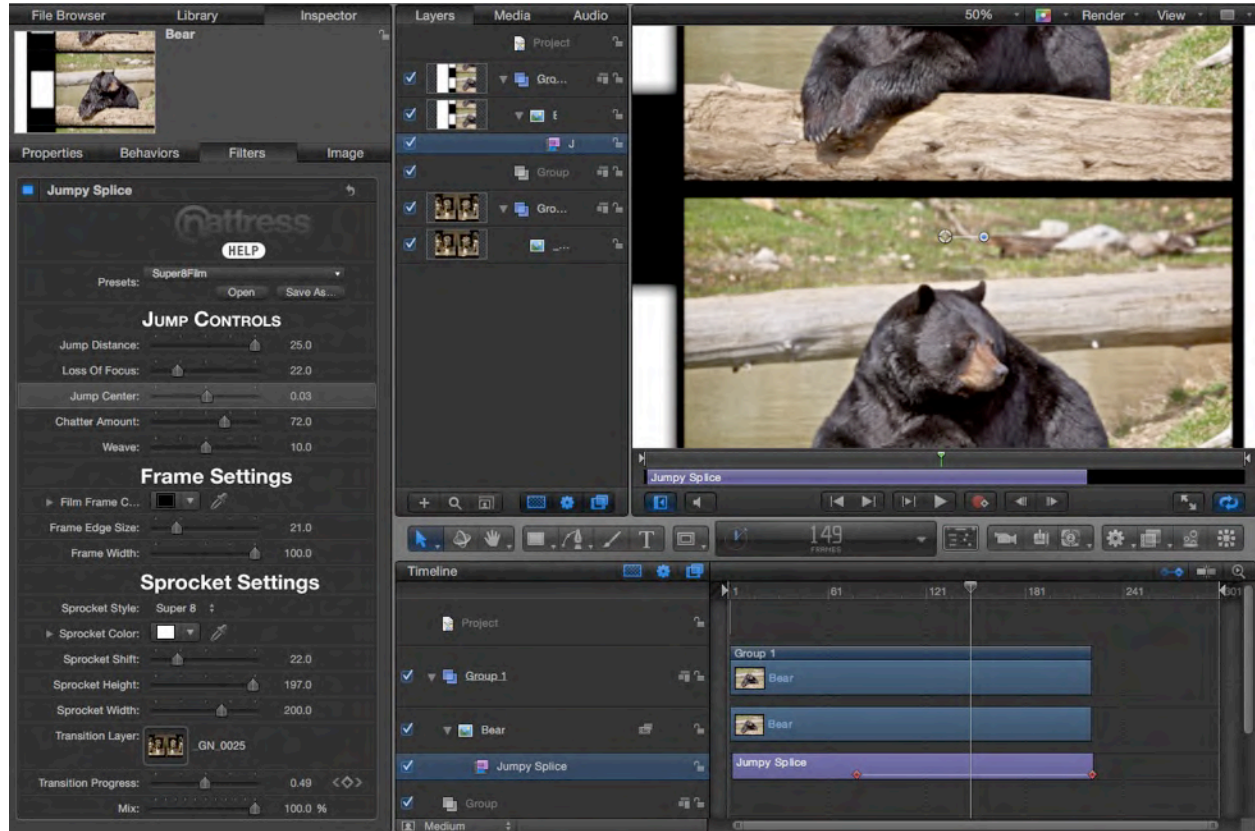 File Browser Library Inspector
Bear
Properties Behaviors Filters Image
Jumpy Splice
nattress
HELP
Presets: Super8Film
Open Save As...
JUMP CONTROLS
Jump Distance: 25.0
Loss Of Focus: 22.0
Jump Center: 0.03
Chatter Amount: 72.0
Weave: 10.0
Frame Settings
Film Frame C...
Frame Edge Size: 21.0
Frame Width: 100.0
Sprocket Settings
Sprocket Style: Super 8
Sprocket Color:
Sprocket Shift: 22.0
Sprocket Height: 197.0
Sprocket Width: 200.0
Transition Layer: _GN_0025
Transition Progress: 0.49
Mix: 100.0 %
Layers Media Audio
Project
Gro...
J
Group
Gro...
_...
50% Render View
Jumpy Splice
T
149
FRAMES
Timeline
1 61 121 181 241 301
Project
Group 1
Group 1
Bear
Bear
Bear
Jumpy Splice
Jumpy Splice
Group
Medium